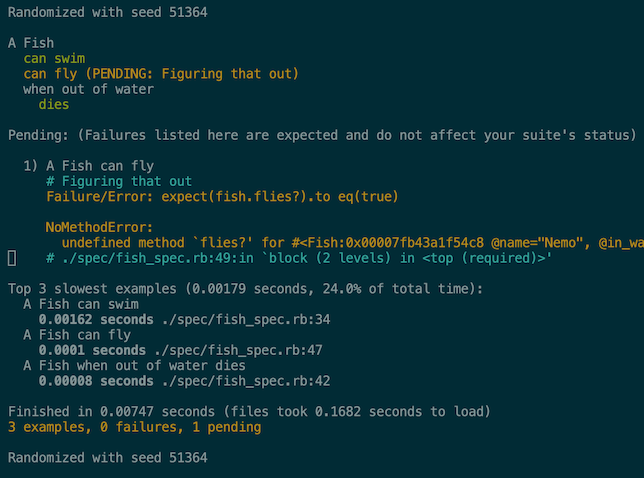 Randomized with seed 51364
A Fish
can swim
can fly (PENDING: Figuring that out)
when out of water
dies
Pending: (Failures listed here are expected and do not affect your suite's status)
1) A Fish can fly
# Figuring that out
Failure/Error: expect(fish.flies?).to eq(true)
NoMethodError:
undefined method `flies?' for #<Fish:0x00007fb43a1f54c8 @name="Nemo", @in_wa
# ./spec/fish_spec.rb:49:in `block (2 levels) in <top (required)>'
Top 3 slowest examples (0.00179 seconds, 24.0% of total time):
A Fish can swim
0.00162 seconds ./spec/fish_spec.rb:34
A Fish can fly
0.0001 seconds ./spec/fish_spec.rb:47
A Fish when out of water dies
0.00008 seconds ./spec/fish_spec.rb:42
Finished in 0.00747 seconds (files took 0.1682 seconds to load)
3 examples, 0 failures, 1 pending
Randomized with seed 51364